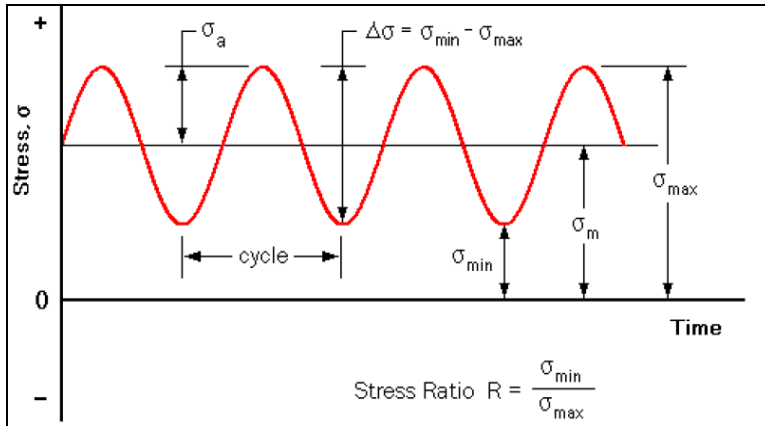 +
σa
Δσ = σmin - σmax
Stress, σ
σmax
σm
cycle
σmin
0
Time
−
Stress Ratio R = σmin / σmax